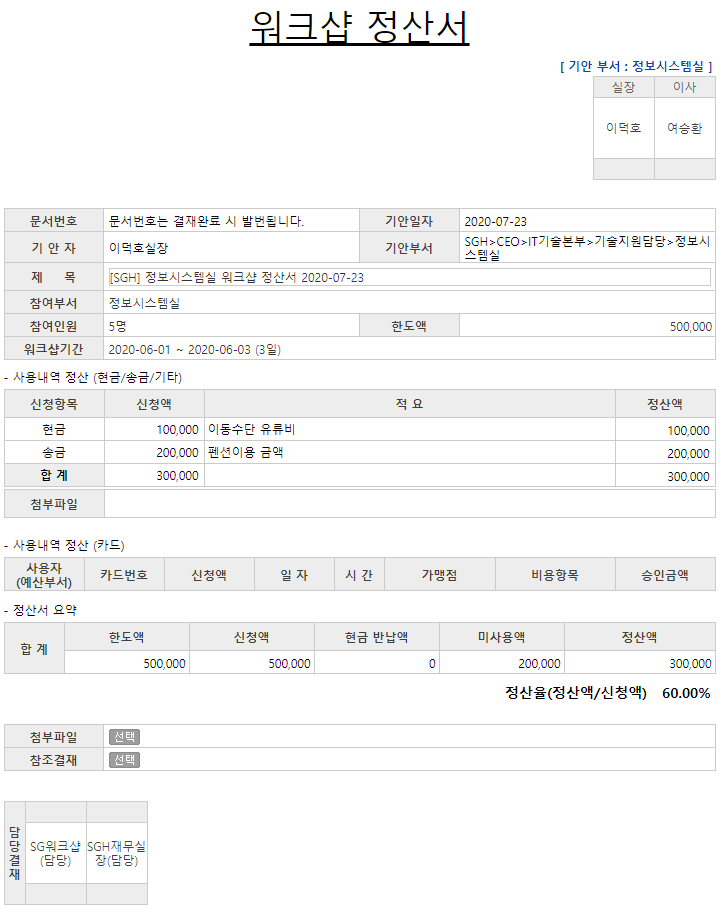 워크샵 정산서
[ 기안 부서 : 정보시스템실 ]
실장 이사
이덕호 여승환
문서번호 문서번호는 결재완료 시 발번됩니다. 기안일자 2020-07-23
기 안 자 이덕호실장 기안부서 SGH>CEO>IT기술본부>기술지원담당>정보시
스템실
제 목 [SGH] 정보시스템실 워크샵 정산서 2020-07-23
참여부서 정보시스템실
참여인원 5명 한도액 500,000
워크샵기간 2020-06-01 ~ 2020-06-03 (3일)
- 사용내역 정산 (현금/송금/기타)
신청항목 신청액 적 요 정산액
현금 100,000 이동수단 유류비 100,000
송금 200,000 펜션이용 금액 200,000
합 계 300,000 300,000
첨부파일
- 사용내역 정산 (카드)
사용자
(예산부서) 카드번호 신청액 일 자 시 간 가맹점 비용항목 승인금액
- 정산서 요약
합 계 한도액 신청액 현금 반납액 미사용액 정산액
500,000 500,000 0 200,000 300,000
정산율(정산액/신청액) 60.00%
첨부파일 선택
참조결재 선택
담
당
결
재
SG워크샵
(담당)
SGH재무실
장(담당)